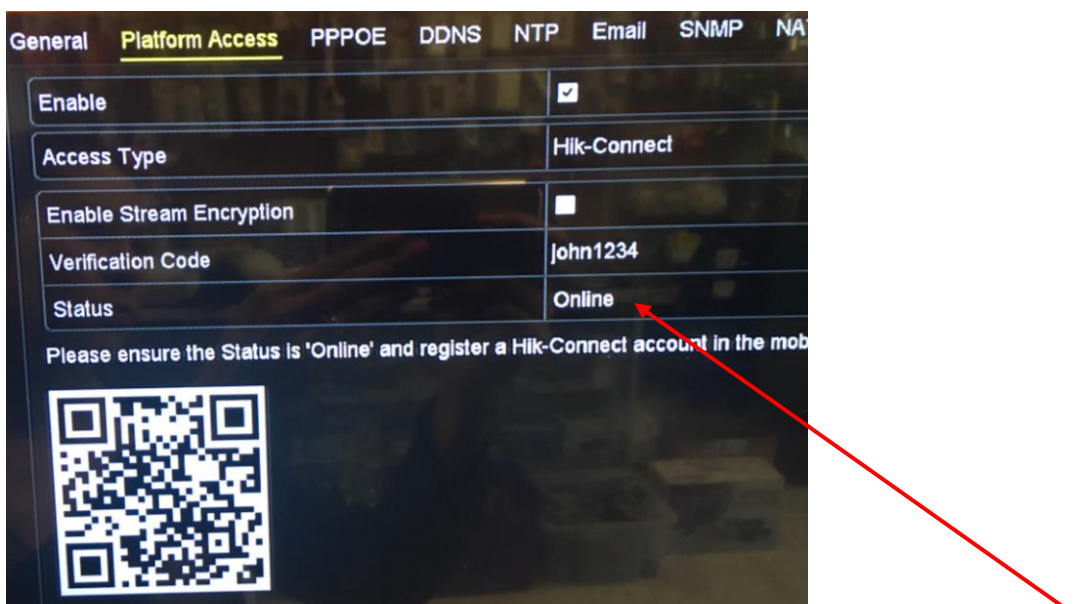 General Platform Access PPPOE DDNS NTP Email SNMP NA
Enable
Access Type Hik-Connect
Enable Stream Encryption
Verification Code john1234
Status Online
Please ensure the Status is 'Online' and register a Hik-Connect account in the mob